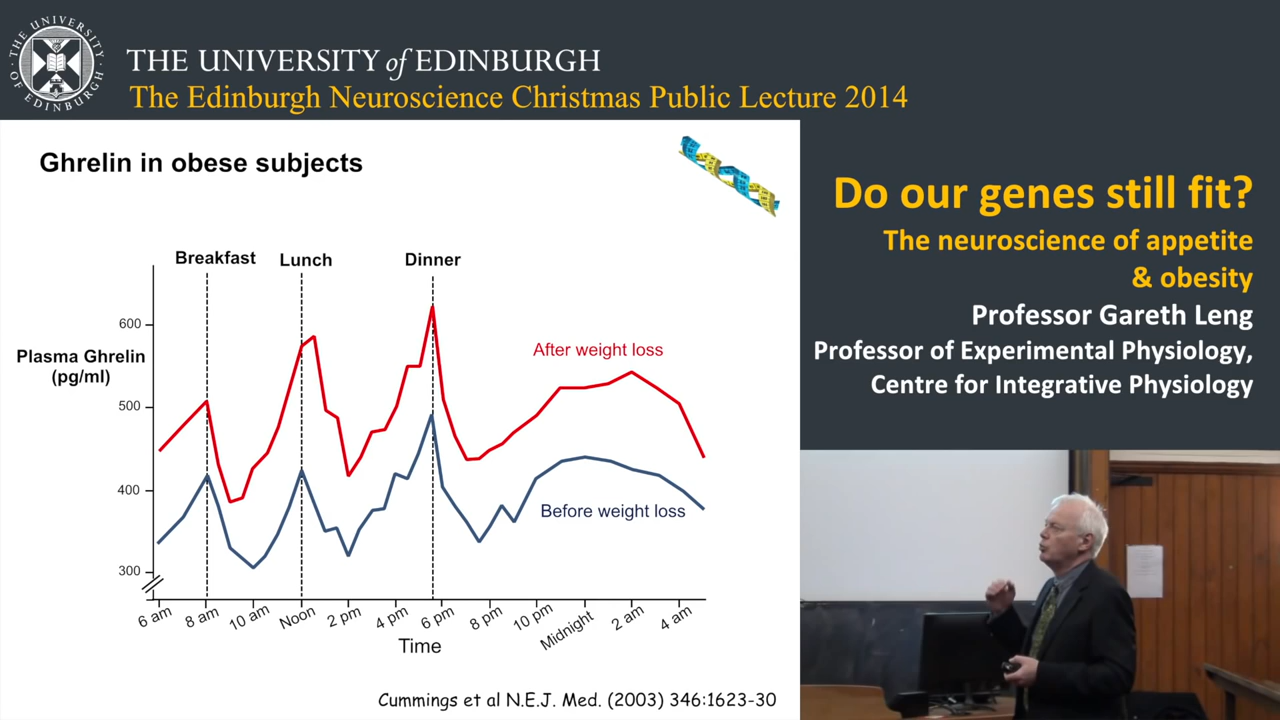 THE UNIVERSITY OF EDINBURGH
THE UNIVERSITY of EDINBURGH
The Edinburgh Neuroscience Christmas Public Lecture 2014
Ghrelin in obese subjects
Breakfast Lunch Dinner
600
Plasma Ghrelin
(pg/ml)
500
400
300
After weight loss
Before weight loss
6 am 8 am 10 am Noon 2 pm 4 pm 6 pm 8 pm 10 pm Midnight 2 am 4 am
Time
Cummings et al N.E.J. Med. (2003) 346:1623-30
Do our genes still fit?
The neuroscience of appetite
& obesity
Professor Gareth Leng
Professor of Experimental Physiology,
Centre for Integrative Physiology